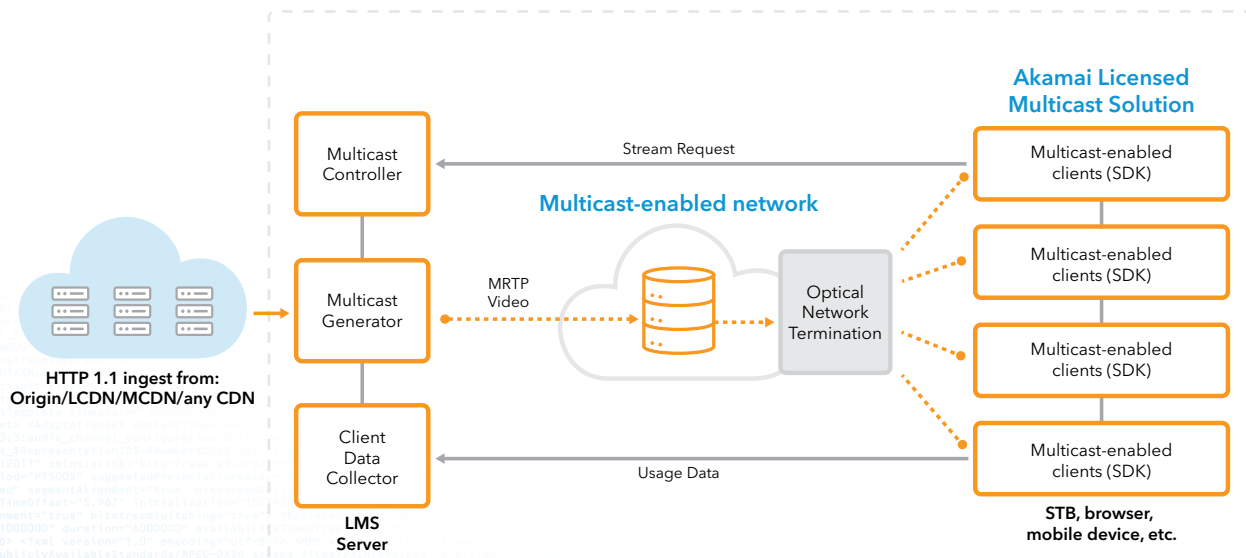 Akamai Licensed
Multicast Solution
Multicast
Controller
Stream Request
Multicast-enabled
clients (SDK)
Multicast-enabled network
Multicast-enabled
clients (SDK)
Multicast
Generator
MRTP
Video
Optical
Network
Termination
Multicast-enabled
clients (SDK)
HTTP 1.1 ingest from:
Origin/LCDN/MCDN/any CDN
Client
Data
Collector
Usage Data
Multicast-enabled
clients (SDK)
LMS
Server
STB, browser,
mobile device, etc.